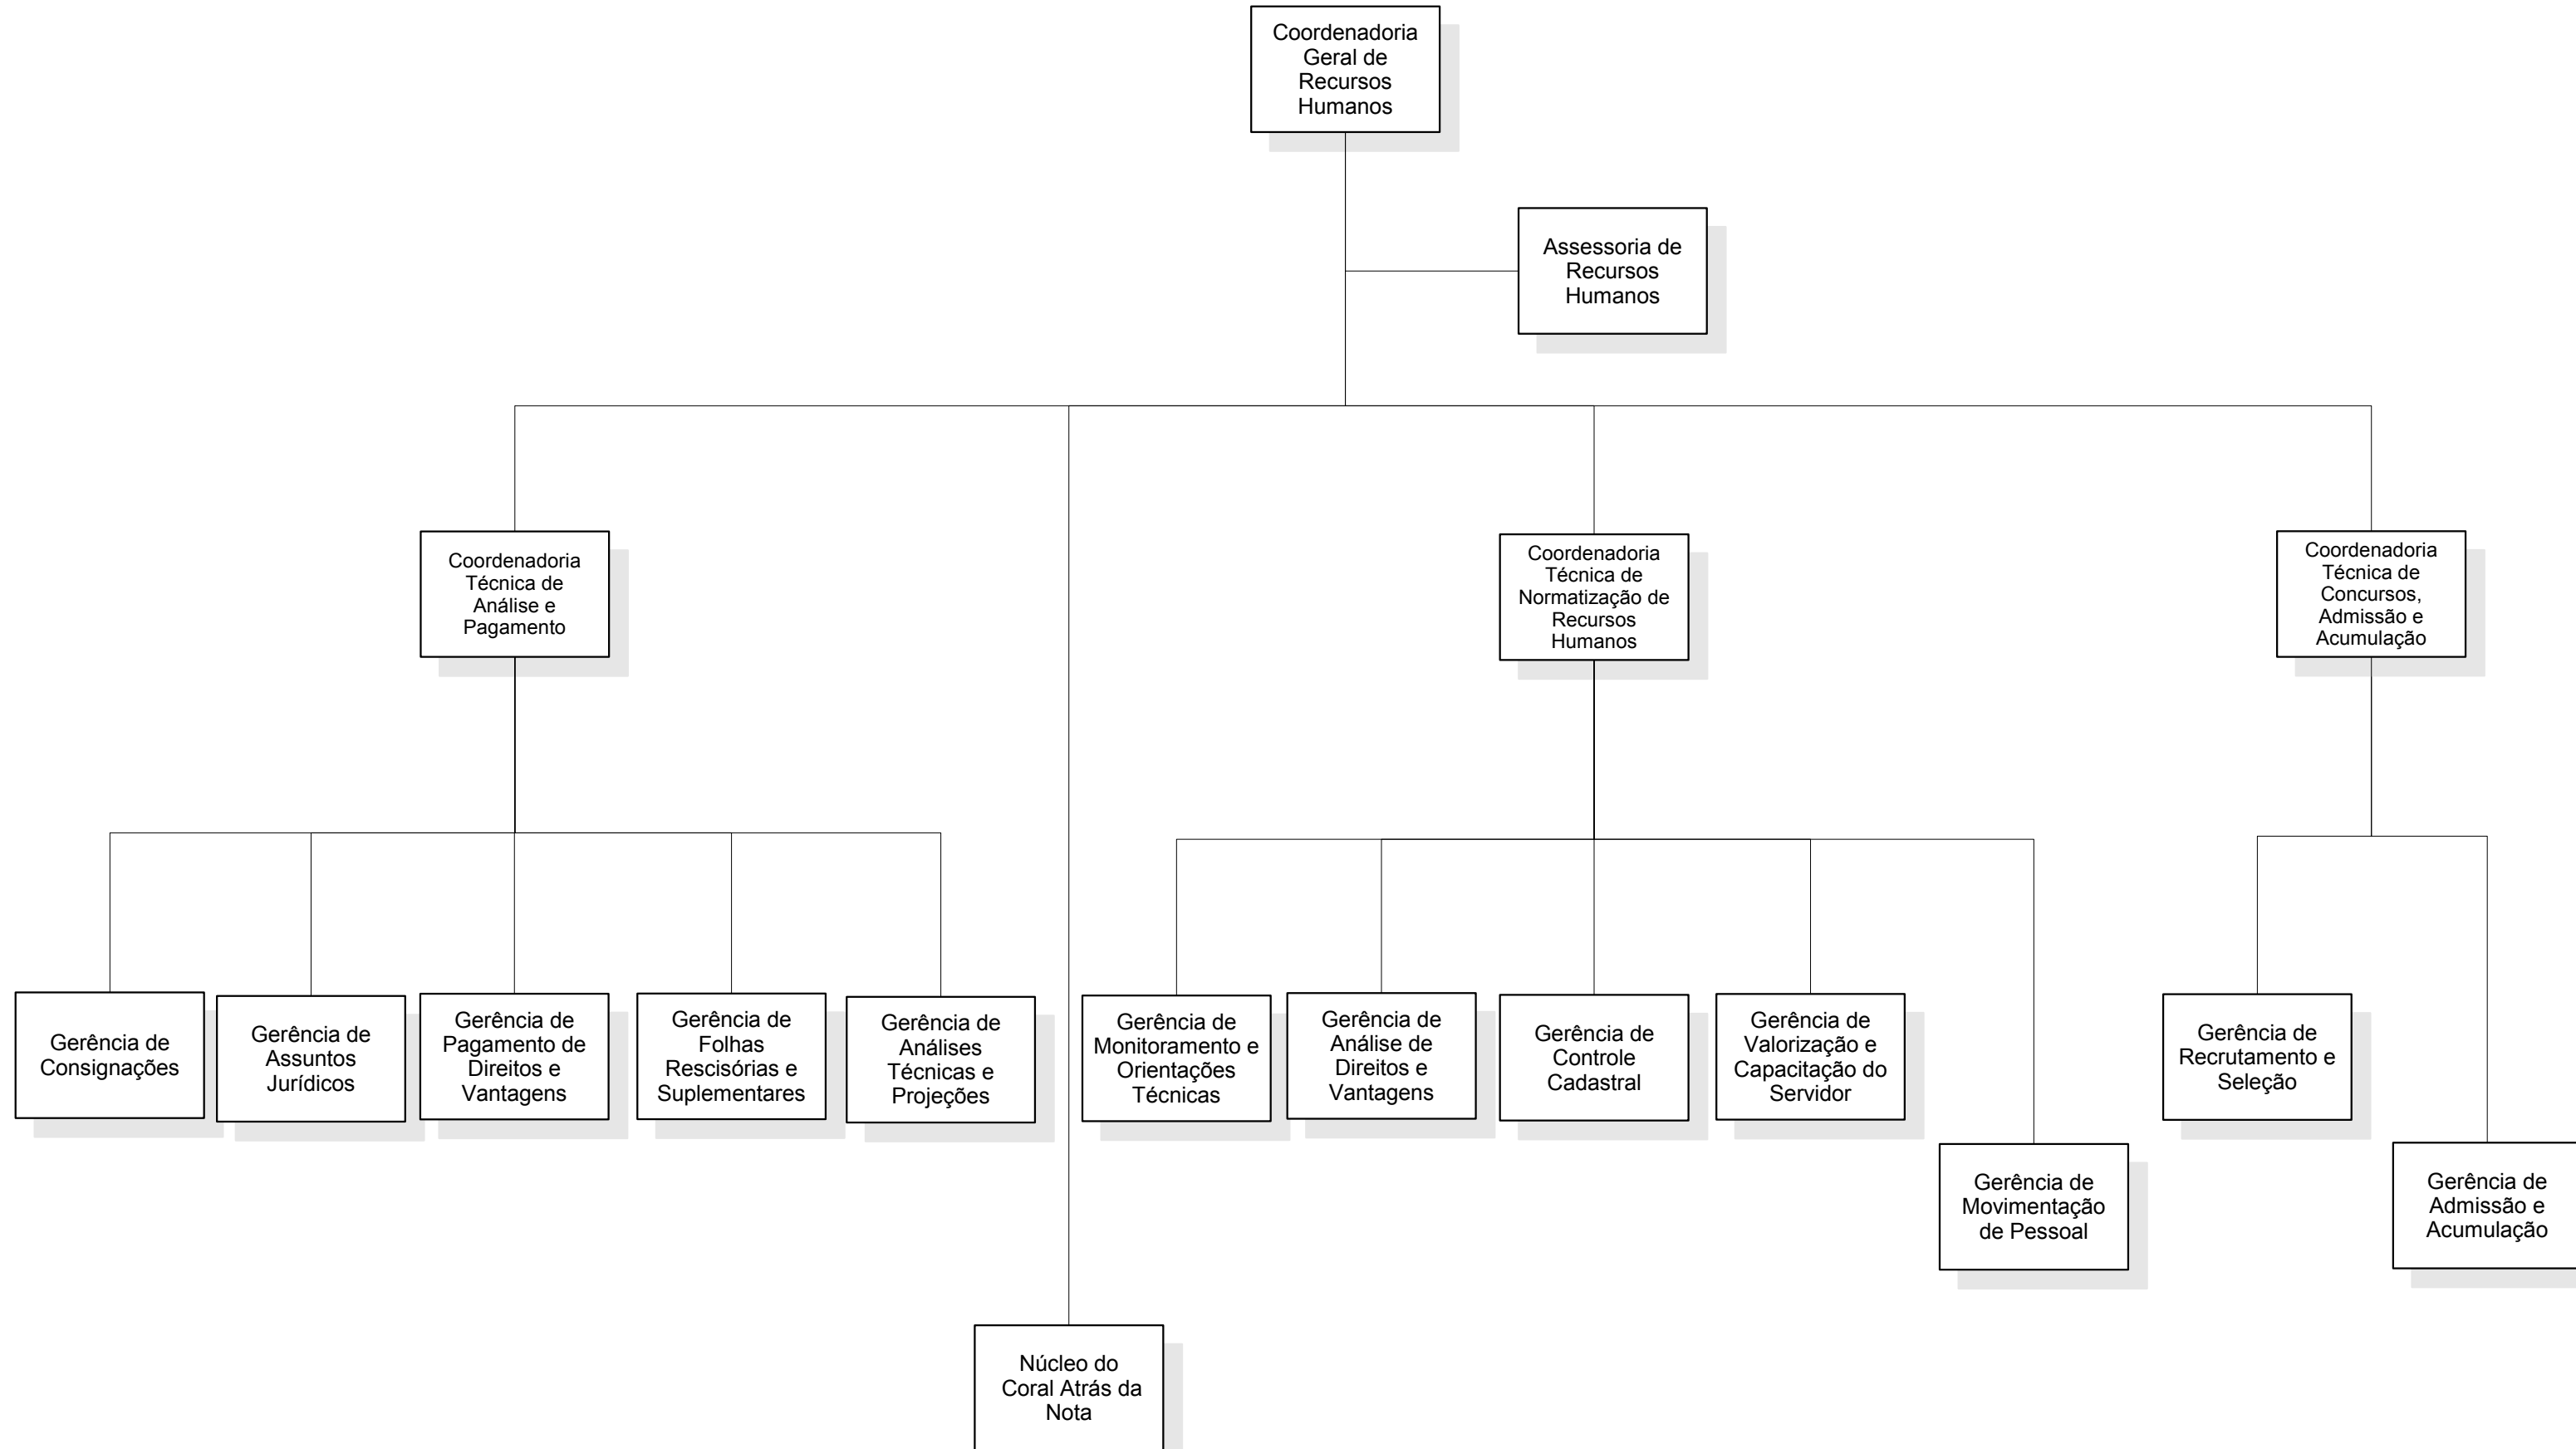 Coordenadoria
Geral de
Recursos
Humanos
Assessoria de
Recursos
Humanos
Coordenadoria
Técnica de
Análise e
Pagamento
Coordenadoria
Técnica de
Normatização de
Recursos
Humanos
Coordenadoria
Técnica de
Concursos,
Admissão e
Acumulação
Gerência de
Consignações
Gerência de
Assuntos
Jurídicos
Gerência de
Pagamento de
Direitos e
Vantagens
Gerência de
Folhas
Rescisórias e
Suplementares
Gerência de
Análises
Técnicas e
Projeções
Gerência de
Monitoramento e
Orientações
Técnicas
Gerência de
Análise de
Direitos e
Vantagens
Gerência de
Controle
Cadastral
Gerência de
Valorização e
Capacitação do
Servidor
Gerência de
Recrutamento e
Seleção
Gerência de
Movimentação
de Pessoal
Gerência de
Admissão e
Acumulação
Núcleo do
Coral Atrás da
Nota